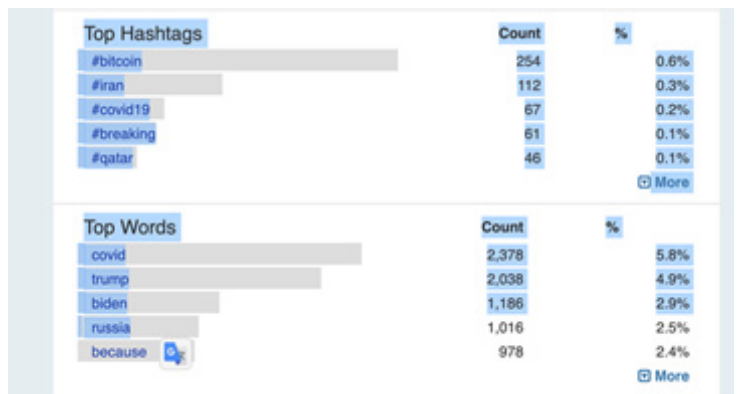 Top Hashtags Count %
#bitcoin 254 0.6%
#iran 112 0.3%
#covid19 67 0.2%
#breaking 61 0.1%
#qatar 46 0.1%
More
Top Words Count %
covid 2,378 5.8%
trump 2,038 4.9%
biden 1,186 2.9%
russia 1,016 2.5%
because 978 2.4%
More